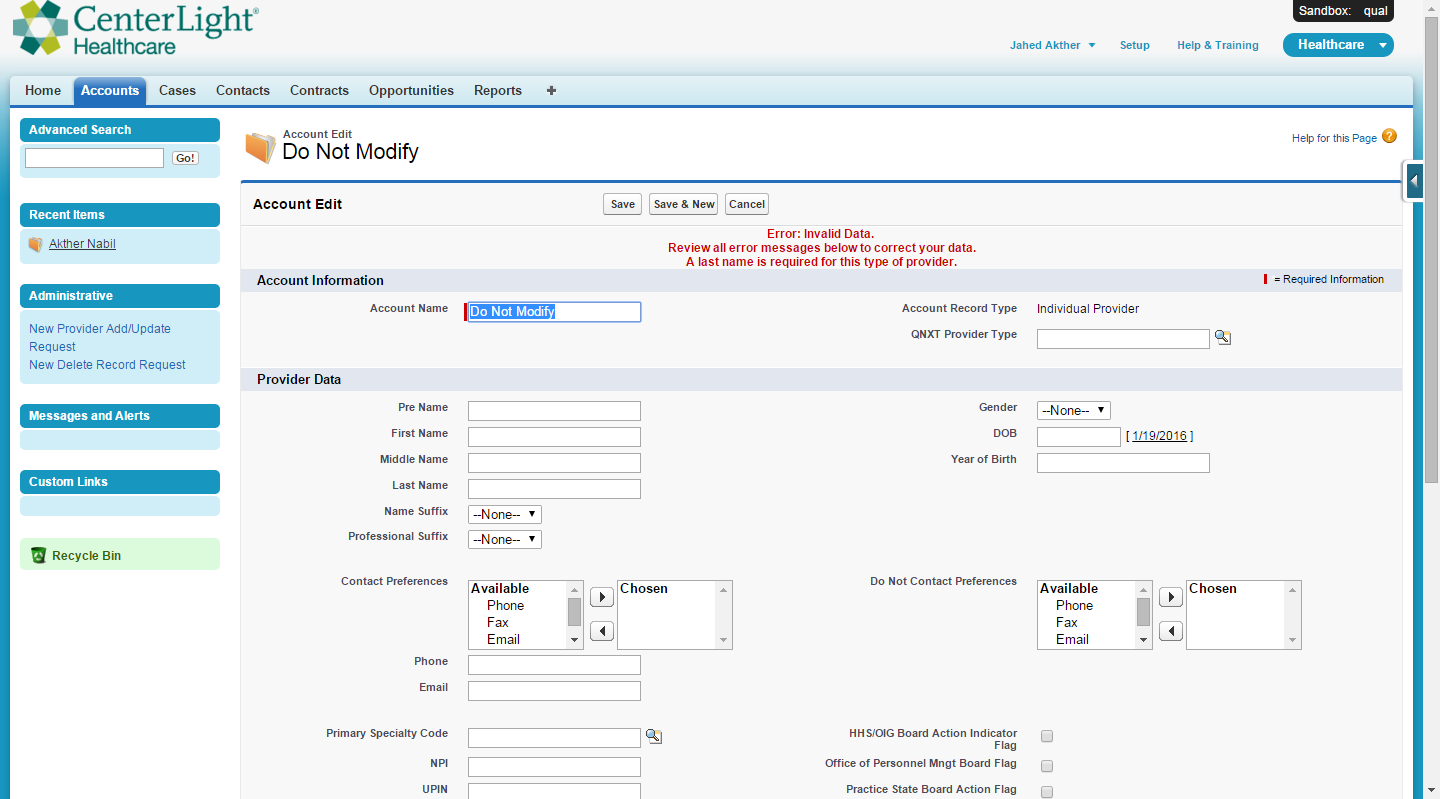 CenterLight®
Healthcare
Sandbox: qual
Jahed Akther Setup Help & Training Healthcare
Home Accounts Cases Contacts Contracts Opportunities Reports +
Advanced Search
Go!
Recent Items
Akther Nabil
Administrative
New Provider Add/Update
Request
New Delete Record Request
Messages and Alerts
Custom Links
Recycle Bin
Account Edit
Do Not Modify
Help for this Page ?
Account Edit Save Save & New Cancel
Error: Invalid Data.
Review all error messages below to correct your data.
A last name is required for this type of provider.
Account Information = Required Information
Account Name Do Not Modify Account Record Type Individual Provider
QNXT Provider Type
Provider Data
Pre Name Gender --None--
First Name DOB [ 1/19/2016 ]
Middle Name Year of Birth
Last Name
Name Suffix --None--
Professional Suffix --None--
Contact Preferences Available Chosen Do Not Contact Preferences Available Chosen
Phone Phone
Fax Fax
Email Email
Phone
Email
Primary Specialty Code HHS/OIG Board Action Indicator
Flag
NPI Office of Personnel Mngt Board Flag
UPIN Practice State Board Action Flag